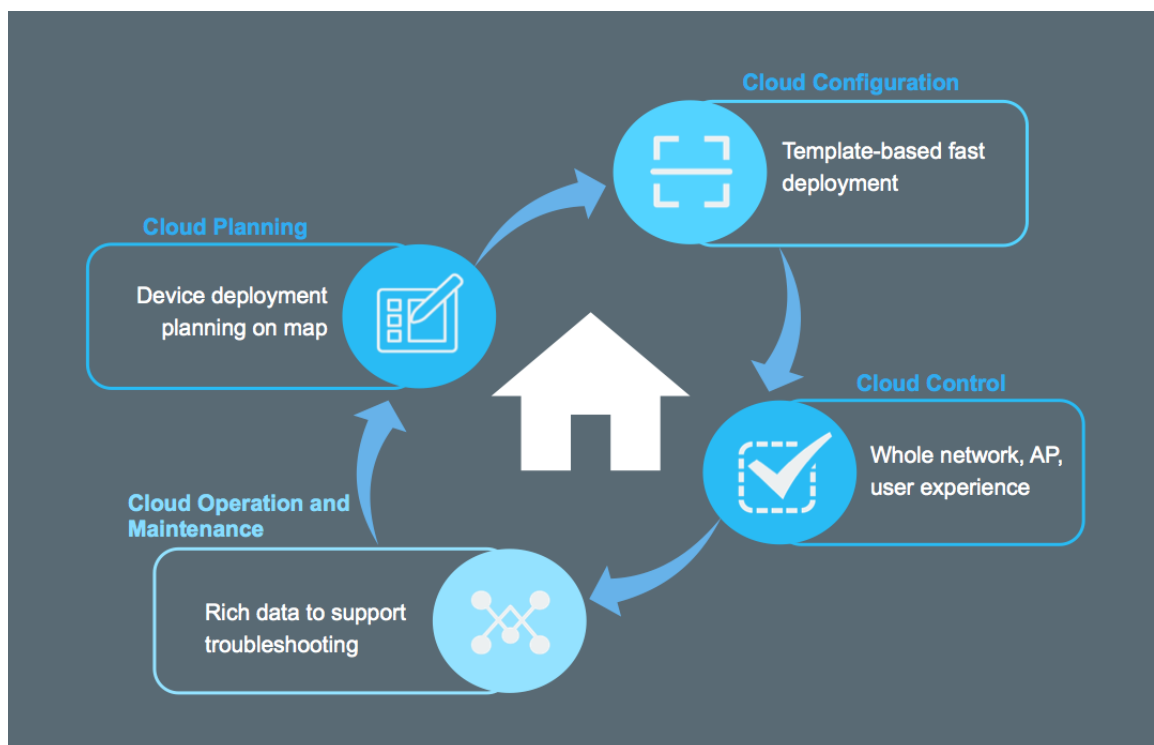 Cloud Configuration
Template-based fast
deployment
Cloud Planning
Device deployment
planning on map
Cloud Control
Whole network, AP,
user experience
Cloud Operation and
Maintenance
Rich data to support
troubleshooting